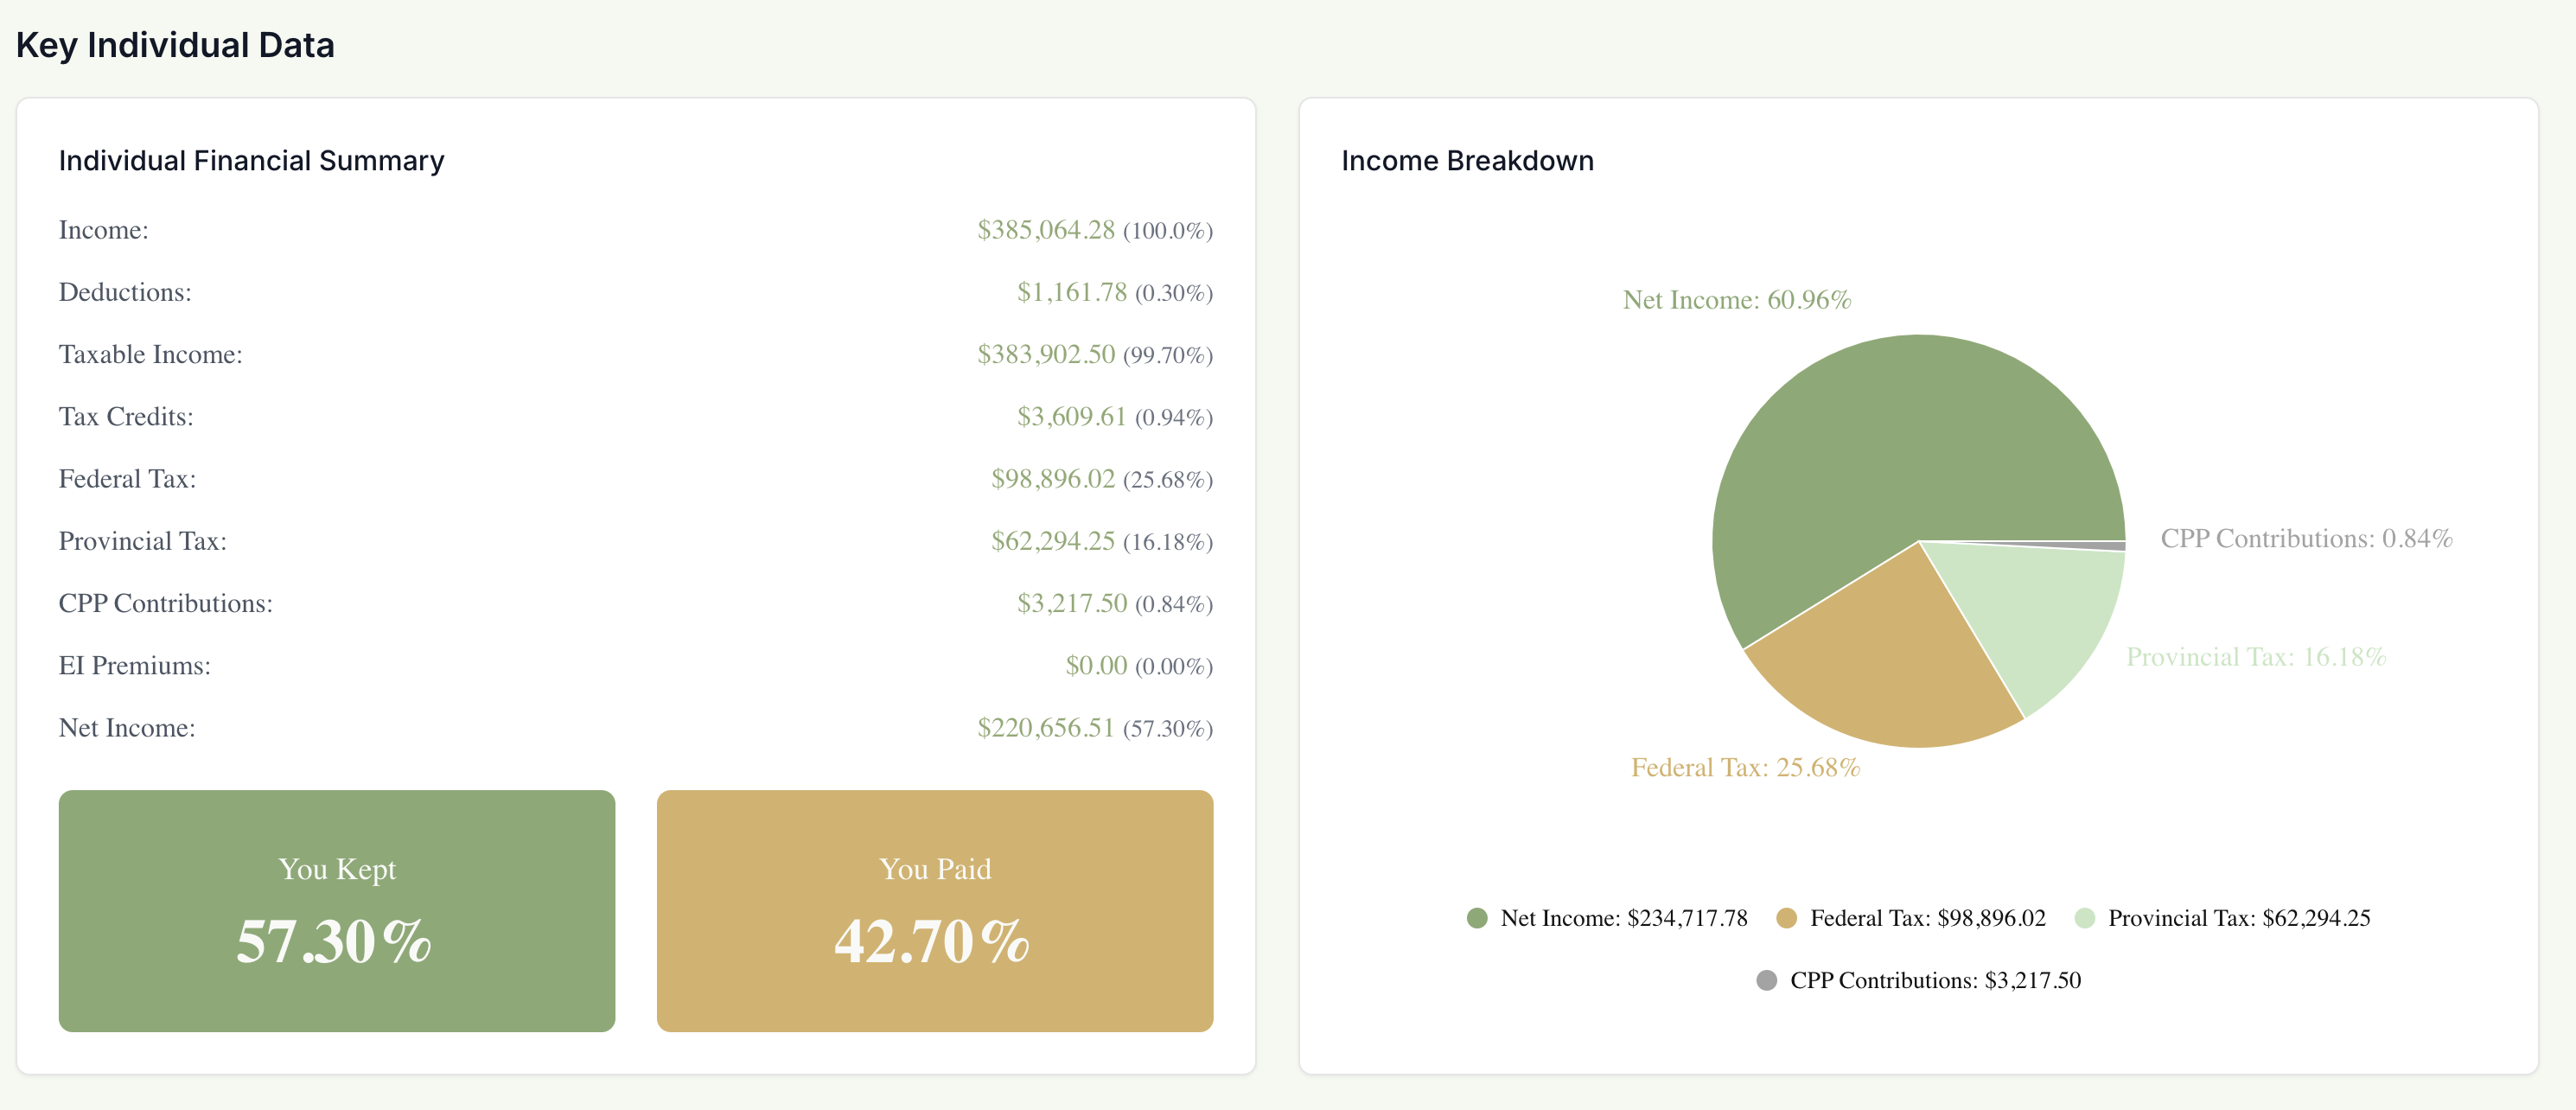 Key Individual Data
Individual Financial Summary
Income: $385,064.28 (100.0%)
Deductions: $1,161.78 (0.30%)
Taxable Income: $383,902.50 (99.70%)
Tax Credits: $3,609.61 (0.94%)
Federal Tax: $98,896.02 (25.68%)
Provincial Tax: $62,294.25 (16.18%)
CPP Contributions: $3,217.50 (0.84%)
EI Premiums: $0.00 (0.00%)
Net Income: $220,656.51 (57.30%)
You Kept
57.30%
You Paid
42.70%
Income Breakdown
Net Income: 60.96%
CPP Contributions: 0.84%
Provincial Tax: 16.18%
Federal Tax: 25.68%
Net Income: $234,717.78 Federal Tax: $98,896.02 Provincial Tax: $62,294.25
CPP Contributions: $3,217.50